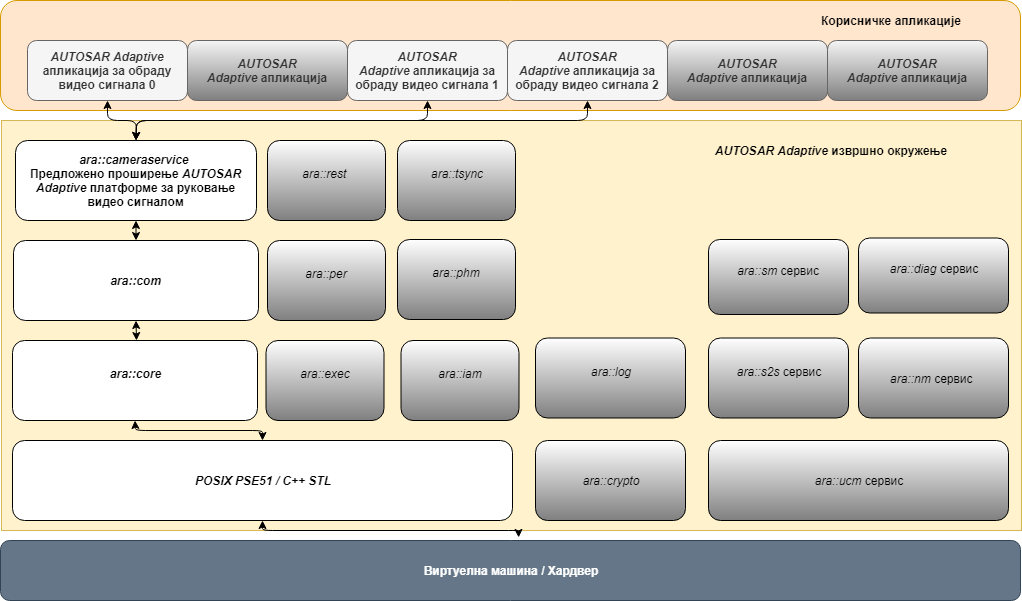 Корисничке апликације
AUTOSAR Adaptive
апликација за обраду
видео сигнала 0
AUTOSAR
Adaptive апликација
AUTOSAR
Adaptive апликација за
обраду видео сигнала 1
AUTOSAR
Adaptive апликација за
обраду видео сигнала 2
AUTOSAR
Adaptive апликација
AUTOSAR
Adaptive апликација
AUTOSAR Adaptive извршно окружење
ara::cameraservice
Предложено проширење AUTOSAR
Adaptive платформе за руковање
видео сигналом
ara::rest
ara::tsync
ara::com
ara::per
ara::phm
ara::sm сервис
ara::diag сервис
ara::core
ara::exec
ara::iam
ara::log
ara::s2s сервис
ara::nm сервис
POSIX PSE51 / C++ STL
ara::crypto
ara::ucm сервис
Виртуелна машина / Хардвер